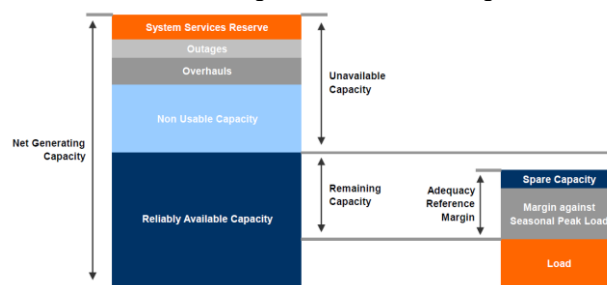 System Services Reserve
Outages
Overhauls
Unavailable
Capacity
Non Usable Capacity
Net Generating
Capacity
Reliably Available Capacity
Remaining
Capacity
Adequacy
Reference
Margin
Spare Capacity
Margin against
Seasonal Peak Load
Load